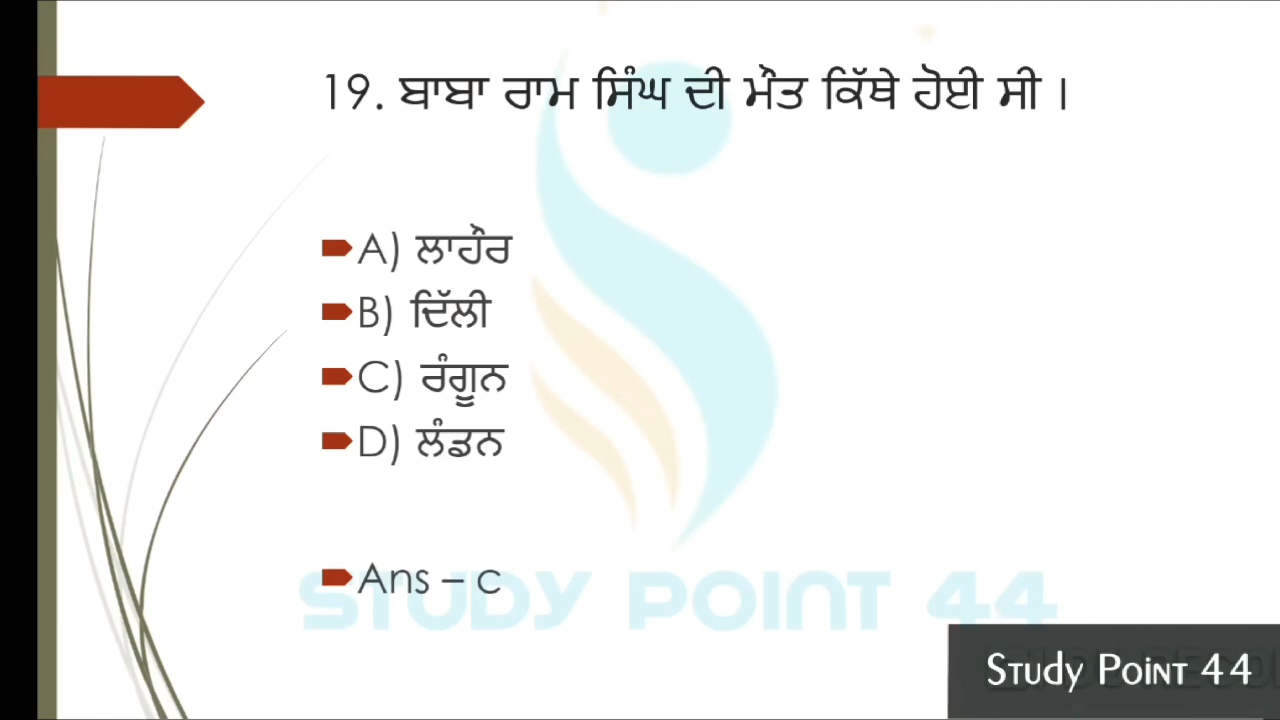 19. ਬਾਬਾ ਰਾਮ ਸਿੰਘ ਦੀ ਮੌਤ ਕਿੱਥੇ ਹੋਈ ਸੀ ।
A) ਲਾਹੌਰ
B) ਦਿੱਲੀ
C) ਰੰਗੂਨ
D) ਲੰਡਨ
Ans – c
STUDY POINT 44
Study Point 44